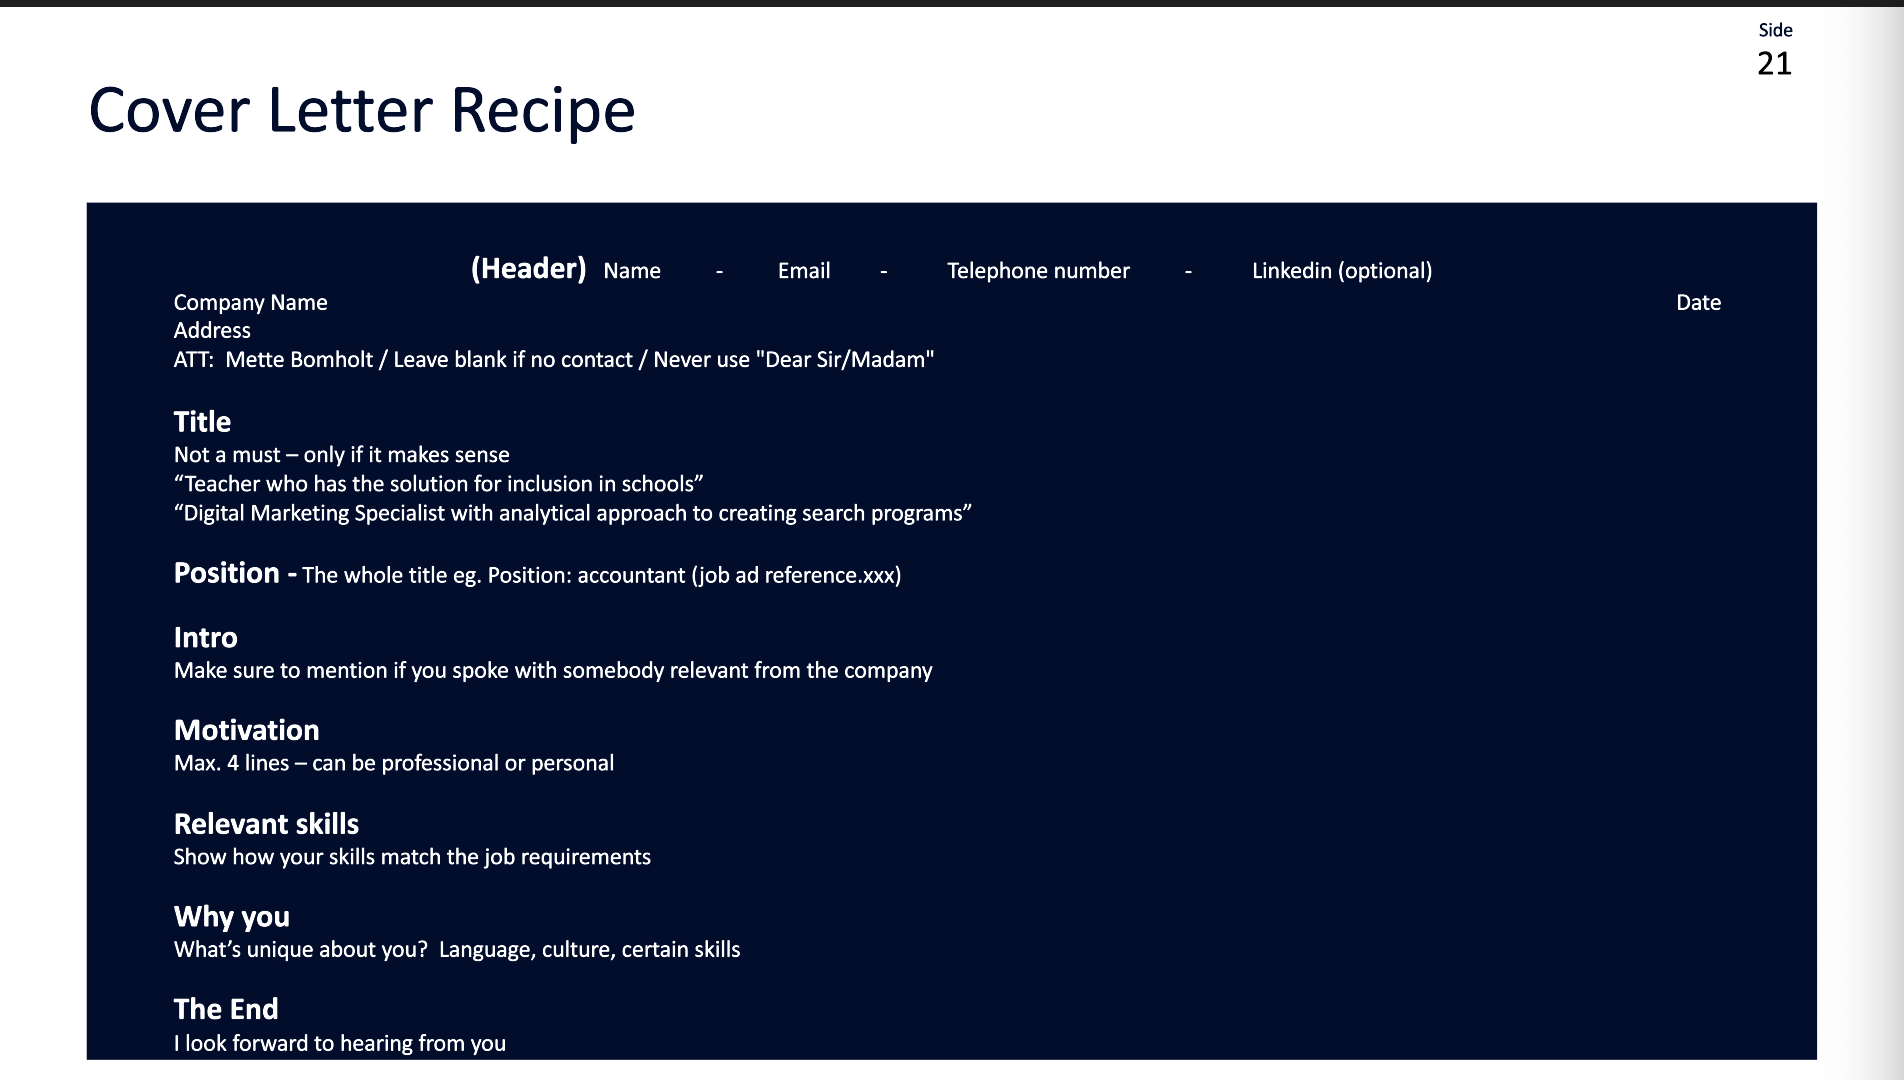 Side
21
Cover Letter Recipe
(Header) Name - Email - Telephone number - Linkedin (optional)
Company Name Date
Address
ATT: Mette Bomholt / Leave blank if no contact / Never use "Dear Sir/Madam"
Title
Not a must – only if it makes sense
“Teacher who has the solution for inclusion in schools”
“Digital Marketing Specialist with analytical approach to creating search programs”
Position - The whole title eg. Position: accountant (job ad reference.xxx)
Intro
Make sure to mention if you spoke with somebody relevant from the company
Motivation
Max. 4 lines – can be professional or personal
Relevant skills
Show how your skills match the job requirements
Why you
What’s unique about you? Language, culture, certain skills
The End
I look forward to hearing from you